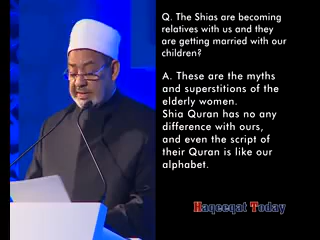 Q. The Shias are becoming
relatives with us and they
are getting married with our
children?
A. These are the myths
and superstitions of the
elderly women.
Shia Quran has no any
difference with ours,
and even the script of
their Quran is like our
alphabet.
Haqeeqat Today